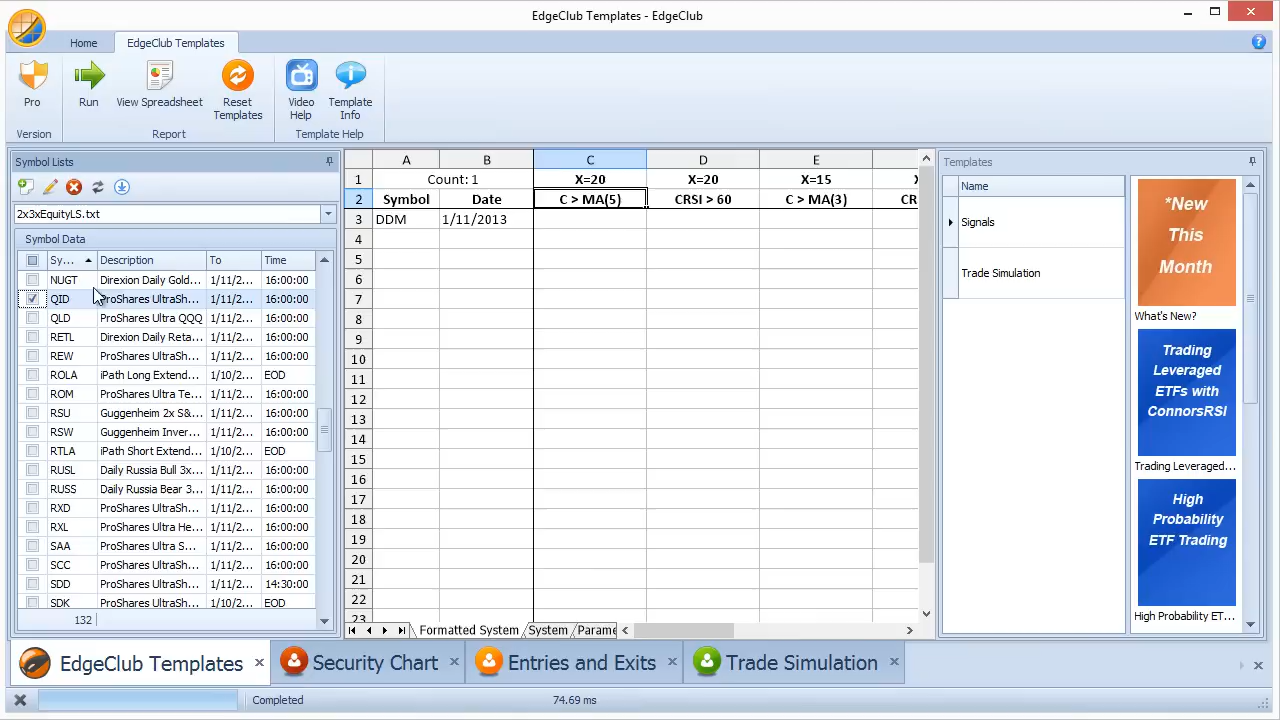 EdgeClub Templates - EdgeClub
Home
EdgeClub Templates
Pro
Run
View Spreadsheet
Reset
Templates
Video
Help
Template
Info
Version
Report
Template Help
Symbol Lists
2x3xEquityLS.txt
Symbol Data
Sy... Description To Time
NUGT Direxion Daily Gold... 1/11/2... 16:00:00
QID ProShares UltraSh... 1/11/2... 16:00:00
QLD ProShares Ultra QQQ 1/11/2... 16:00:00
RETL Direxion Daily Reta... 1/11/2... 16:00:00
REW ProShares UltraSh... 1/11/2... 16:00:00
ROLA iPath Long Extend... 1/10/2... EOD
ROM ProShares Ultra Te... 1/11/2... 16:00:00
RSU Guggenheim 2x S&... 1/11/2... 16:00:00
RSW Guggenheim Inver... 1/11/2... 16:00:00
RTLA iPath Short Extend... 1/10/2... EOD
RUSL Daily Russia Bull 3x... 1/11/2... 16:00:00
RUSS Daily Russia Bear 3... 1/11/2... 16:00:00
RXD ProShares UltraSh... 1/11/2... 16:00:00
RXL ProShares Ultra He... 1/11/2... 16:00:00
SAA ProShares Ultra S... 1/11/2... 16:00:00
SCC ProShares UltraSh... 1/11/2... 16:00:00
SDD ProShares UltraSh... 1/11/2... 14:30:00
SDK ProShares UltraSh... 1/10/2... EOD
132
A B C D E
1 Count: 1 X=20 X=20 X=15 X
2 Symbol Date C > MA(5) CRSI > 60 C > MA(3) CR
3 DDM 1/11/2013
4
5
6
7
8
9
10
11
12
13
14
15
16
17
18
19
20
21
22
23
Formatted System System Parame
Templates
Name
Signals
Trade Simulation
*New
This
Month
What's New?
Trading
Leveraged
ETFs with
ConnorsRSI
Trading Leveraged...
High
Probability
ETF Trading
High Probability ET...
EdgeClub Templates
Security Chart
Entries and Exits
Trade Simulation
Completed
74.69 ms